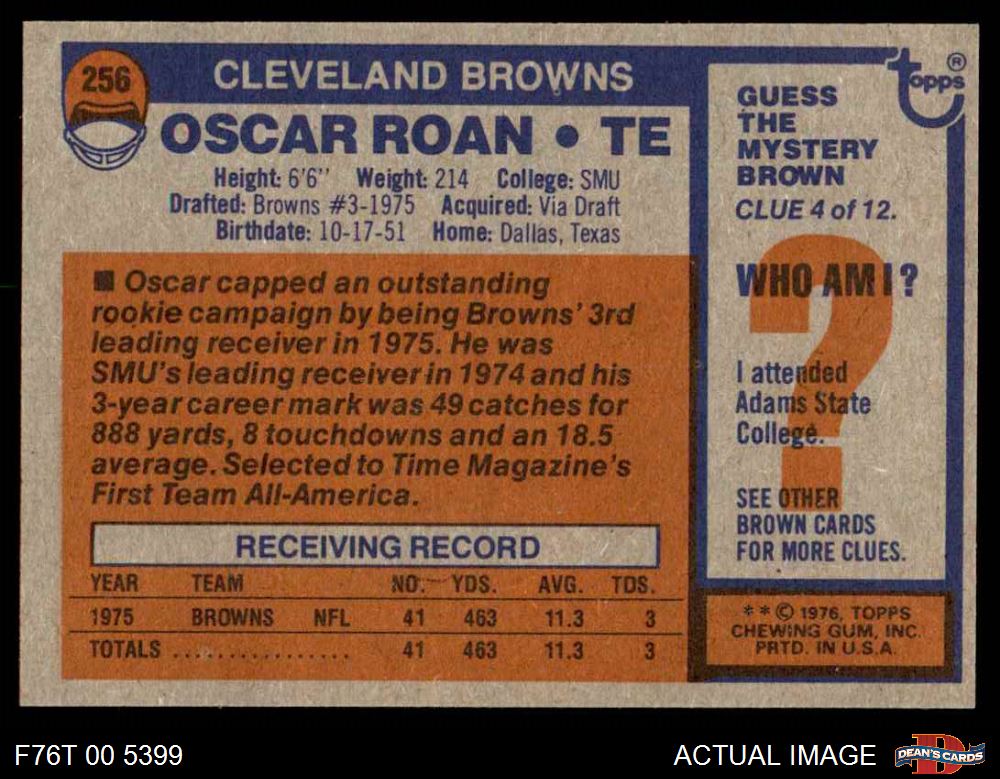 256
CLEVELAND BROWNS
OSCAR ROAN • TE
Height: 6'6'' Weight: 214 College: SMU
Drafted: Browns #3-1975 Acquired: Via Draft
Birthdate: 10-17-51 Home: Dallas, Texas
■ Oscar capped an outstanding
rookie campaign by being Browns' 3rd
leading receiver in 1975. He was
SMU's leading receiver in 1974 and his
3-year career mark was 49 catches for
888 yards, 8 touchdowns and an 18.5
average. Selected to Time Magazine's
First Team All-America.
RECEIVING RECORD
YEAR TEAM NO. YDS. AVG. TDS.
1975 BROWNS NFL 41 463 11.3 3
TOTALS ................. 41 463 11.3 3
Topps ®
GUESS
THE
MYSTERY
BROWN
CLUE 4 of 12.
?
WHO AM I?
I attended
Adams State
College.
SEE OTHER
BROWN CARDS
FOR MORE CLUES.
* * © 1976, TOPPS
CHEWING GUM, INC.
PRTD. IN U.S.A.
F76T 00 5399
ACTUAL IMAGE
D
DEAN'S CARDS